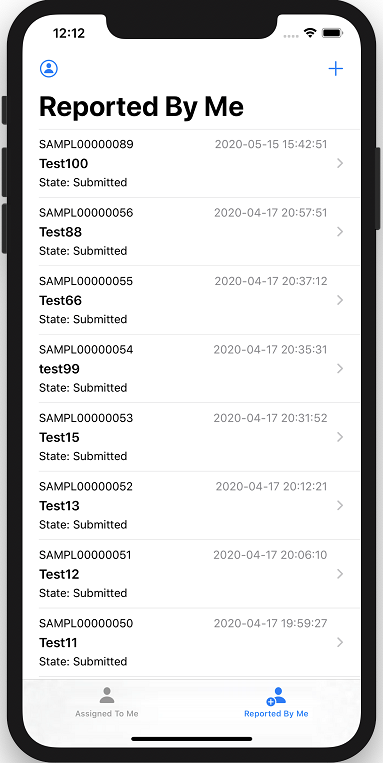 12:12
Reported By Me
SAMPL00000089 2020-05-15 15:42:51
Test100
State: Submitted
SAMPL00000056 2020-04-17 20:57:51
Test88
State: Submitted
SAMPL00000055 2020-04-17 20:37:12
Test66
State: Submitted
SAMPL00000054 2020-04-17 20:35:31
test99
State: Submitted
SAMPL00000053 2020-04-17 20:31:52
Test15
State: Submitted
SAMPL00000052 2020-04-17 20:12:21
Test13
State: Submitted
SAMPL00000051 2020-04-17 20:06:10
Test12
State: Submitted
SAMPL00000050 2020-04-17 19:59:27
Test11
State: Submitted
Assigned To Me Reported By Me